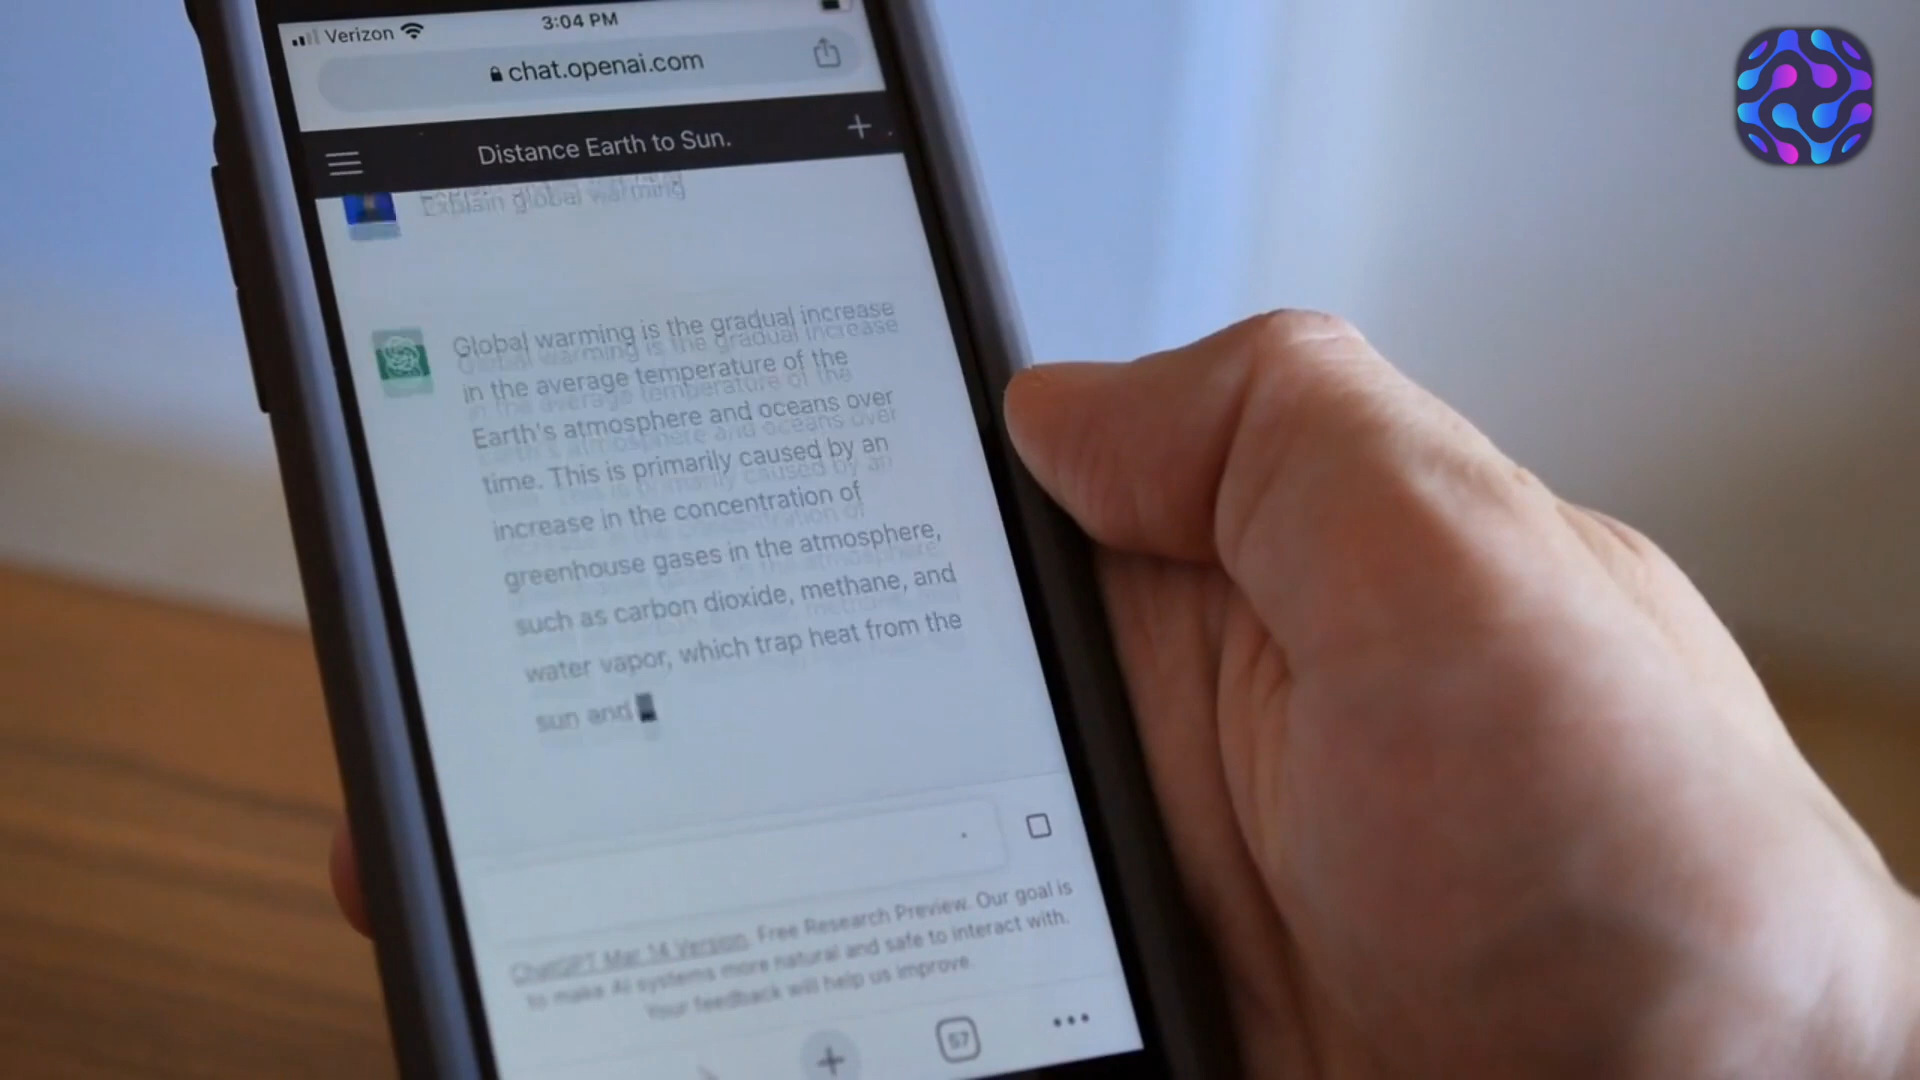 Verizon 3:04 PM
chat.openai.com
Distance Earth to Sun.
Explain global warming
Global warming is the gradual increase
in the average temperature of the
Earth's atmosphere and oceans over
time. This is primarily caused by an
increase in the concentration of
greenhouse gases in the atmosphere,
such as carbon dioxide, methane, and
water vapor, which trap heat from the
sun and
ChatGPT Mar 14 Version. Free Research Preview. Our goal is
to make AI systems more natural and safe to interact with.
Your feedback will help us improve.
57